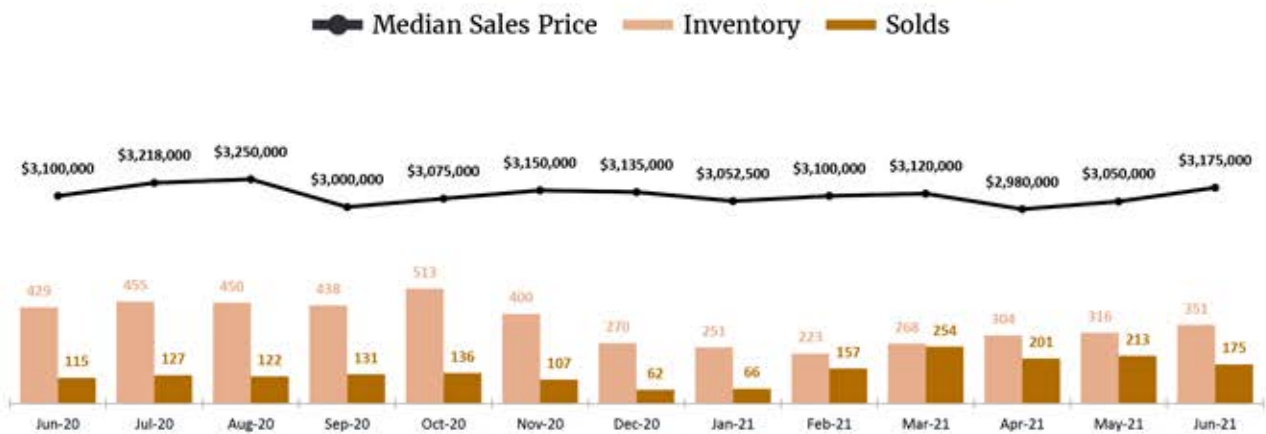 Median Sales Price Inventory Solds
$3,100,000 $3,218,000 $3,250,000 $3,000,000 $3,075,000 $3,150,000 $3,135,000 $3,052,500 $3,100,000 $3,120,000 $2,980,000 $3,050,000 $3,175,000
429 455 450 438 513 400 270 251 223 268 304 316 351
115 127 122 131 136 107 62 66 157 254 201 213 175
Jun-20 Jul-20 Aug-20 Sep-20 Oct-20 Nov-20 Dec-20 Jan-21 Feb-21 Mar-21 Apr-21 May-21 Jun-21